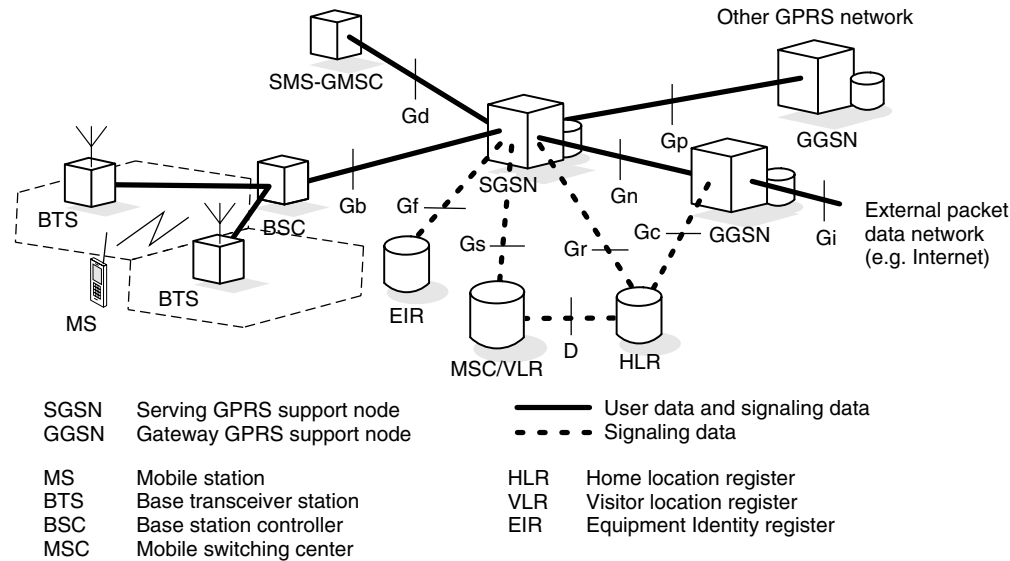 Other GPRS network
SMS-GMSC
Gd
Gp
GGSN
BTS
BSC
Gb
SGSN
Gn
Gf
Gs
Gr
Gc
GGSN
Gi
External packet
data network
(e.g. Internet)
BTS
MS
EIR
MSC/VLR
D
HLR
SGSN Serving GPRS support node
GGSN Gateway GPRS support node
User data and signaling data
Signaling data
MS Mobile station
BTS Base transceiver station
BSC Base station controller
MSC Mobile switching center
HLR Home location register
VLR Visitor location register
EIR Equipment Identity register